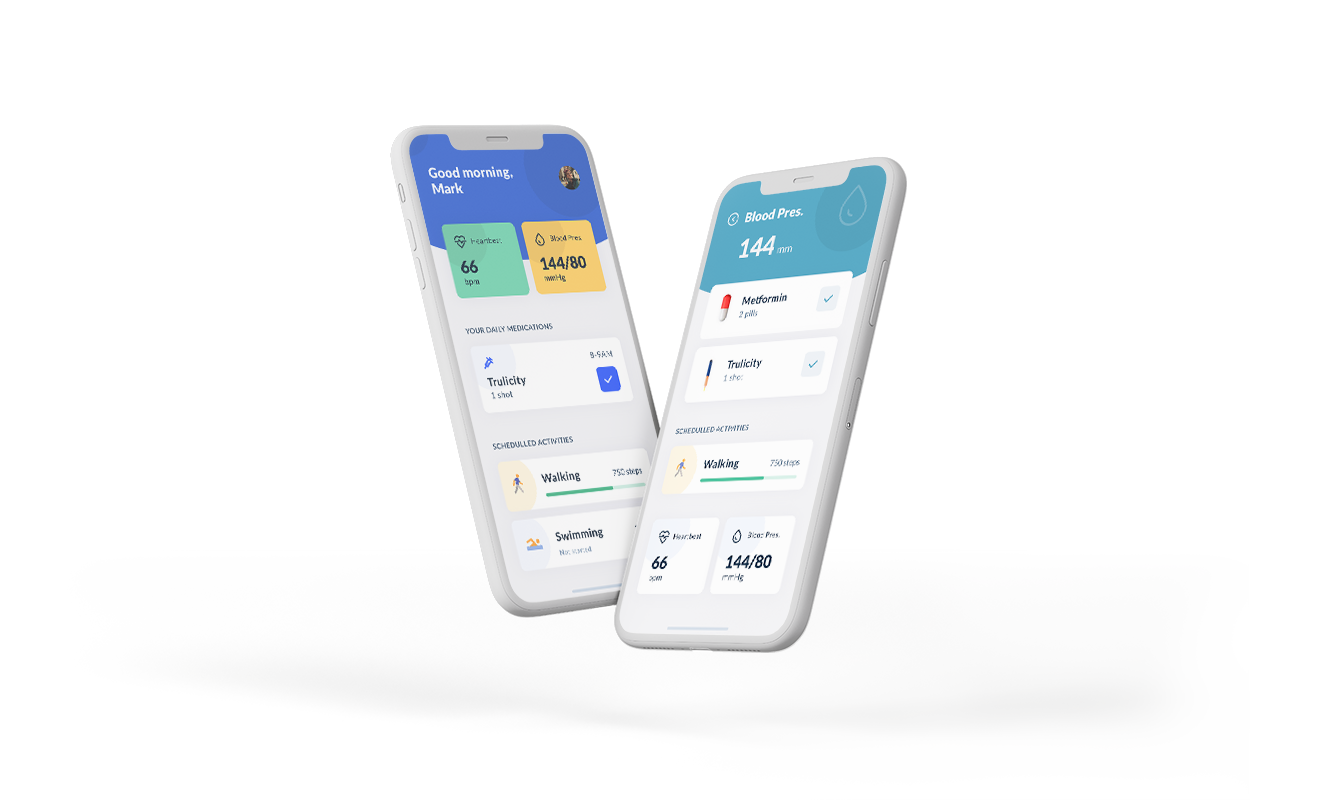 Good morning,
Mark
Heartbeat
Blood Pres.
66
144/80
bpm
mmHg
YOUR DAILY MEDICATIONS
8-9 AM
Trulicity
1 shot
SCHEDULLED ACTIVITIES
Walking
750 steps
Swimming
Not started
Blood Pres.
144 mm
Metformin
2 pills
Trulicity
1 shot
SCHEDULLED ACTIVITIES
Walking
750 steps
Heartbeat
Blood Pres.
66
144/80
bpm
mmHg